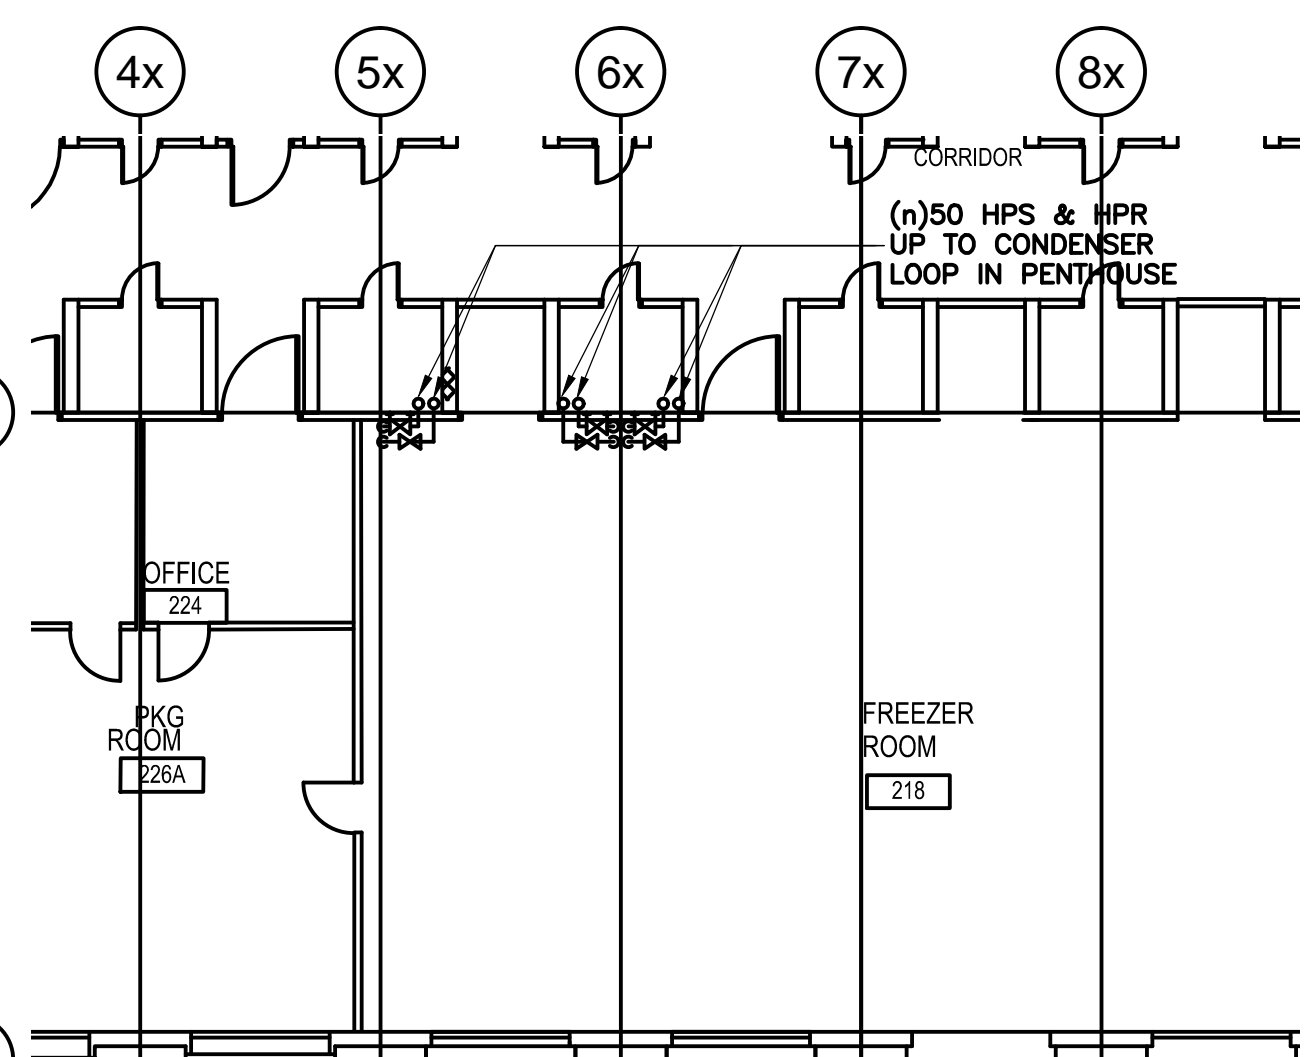 4x
5x
6x
7x
8x
CORRIDOR
(n)50 HPS & HPR
UP TO CONDENSER
LOOP IN PENTHOUSE
OFFICE
224
PKG
ROOM
226A
FREEZER
ROOM
218